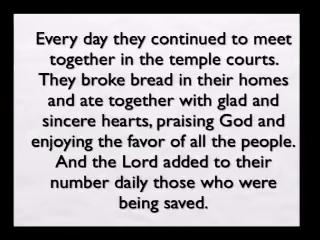 Every day they continued to meet
together in the temple courts.
They broke bread in their homes
and ate together with glad and
sincere hearts, praising God and
enjoying the favor of all the people.
And the Lord added to their
number daily those who were
being saved.